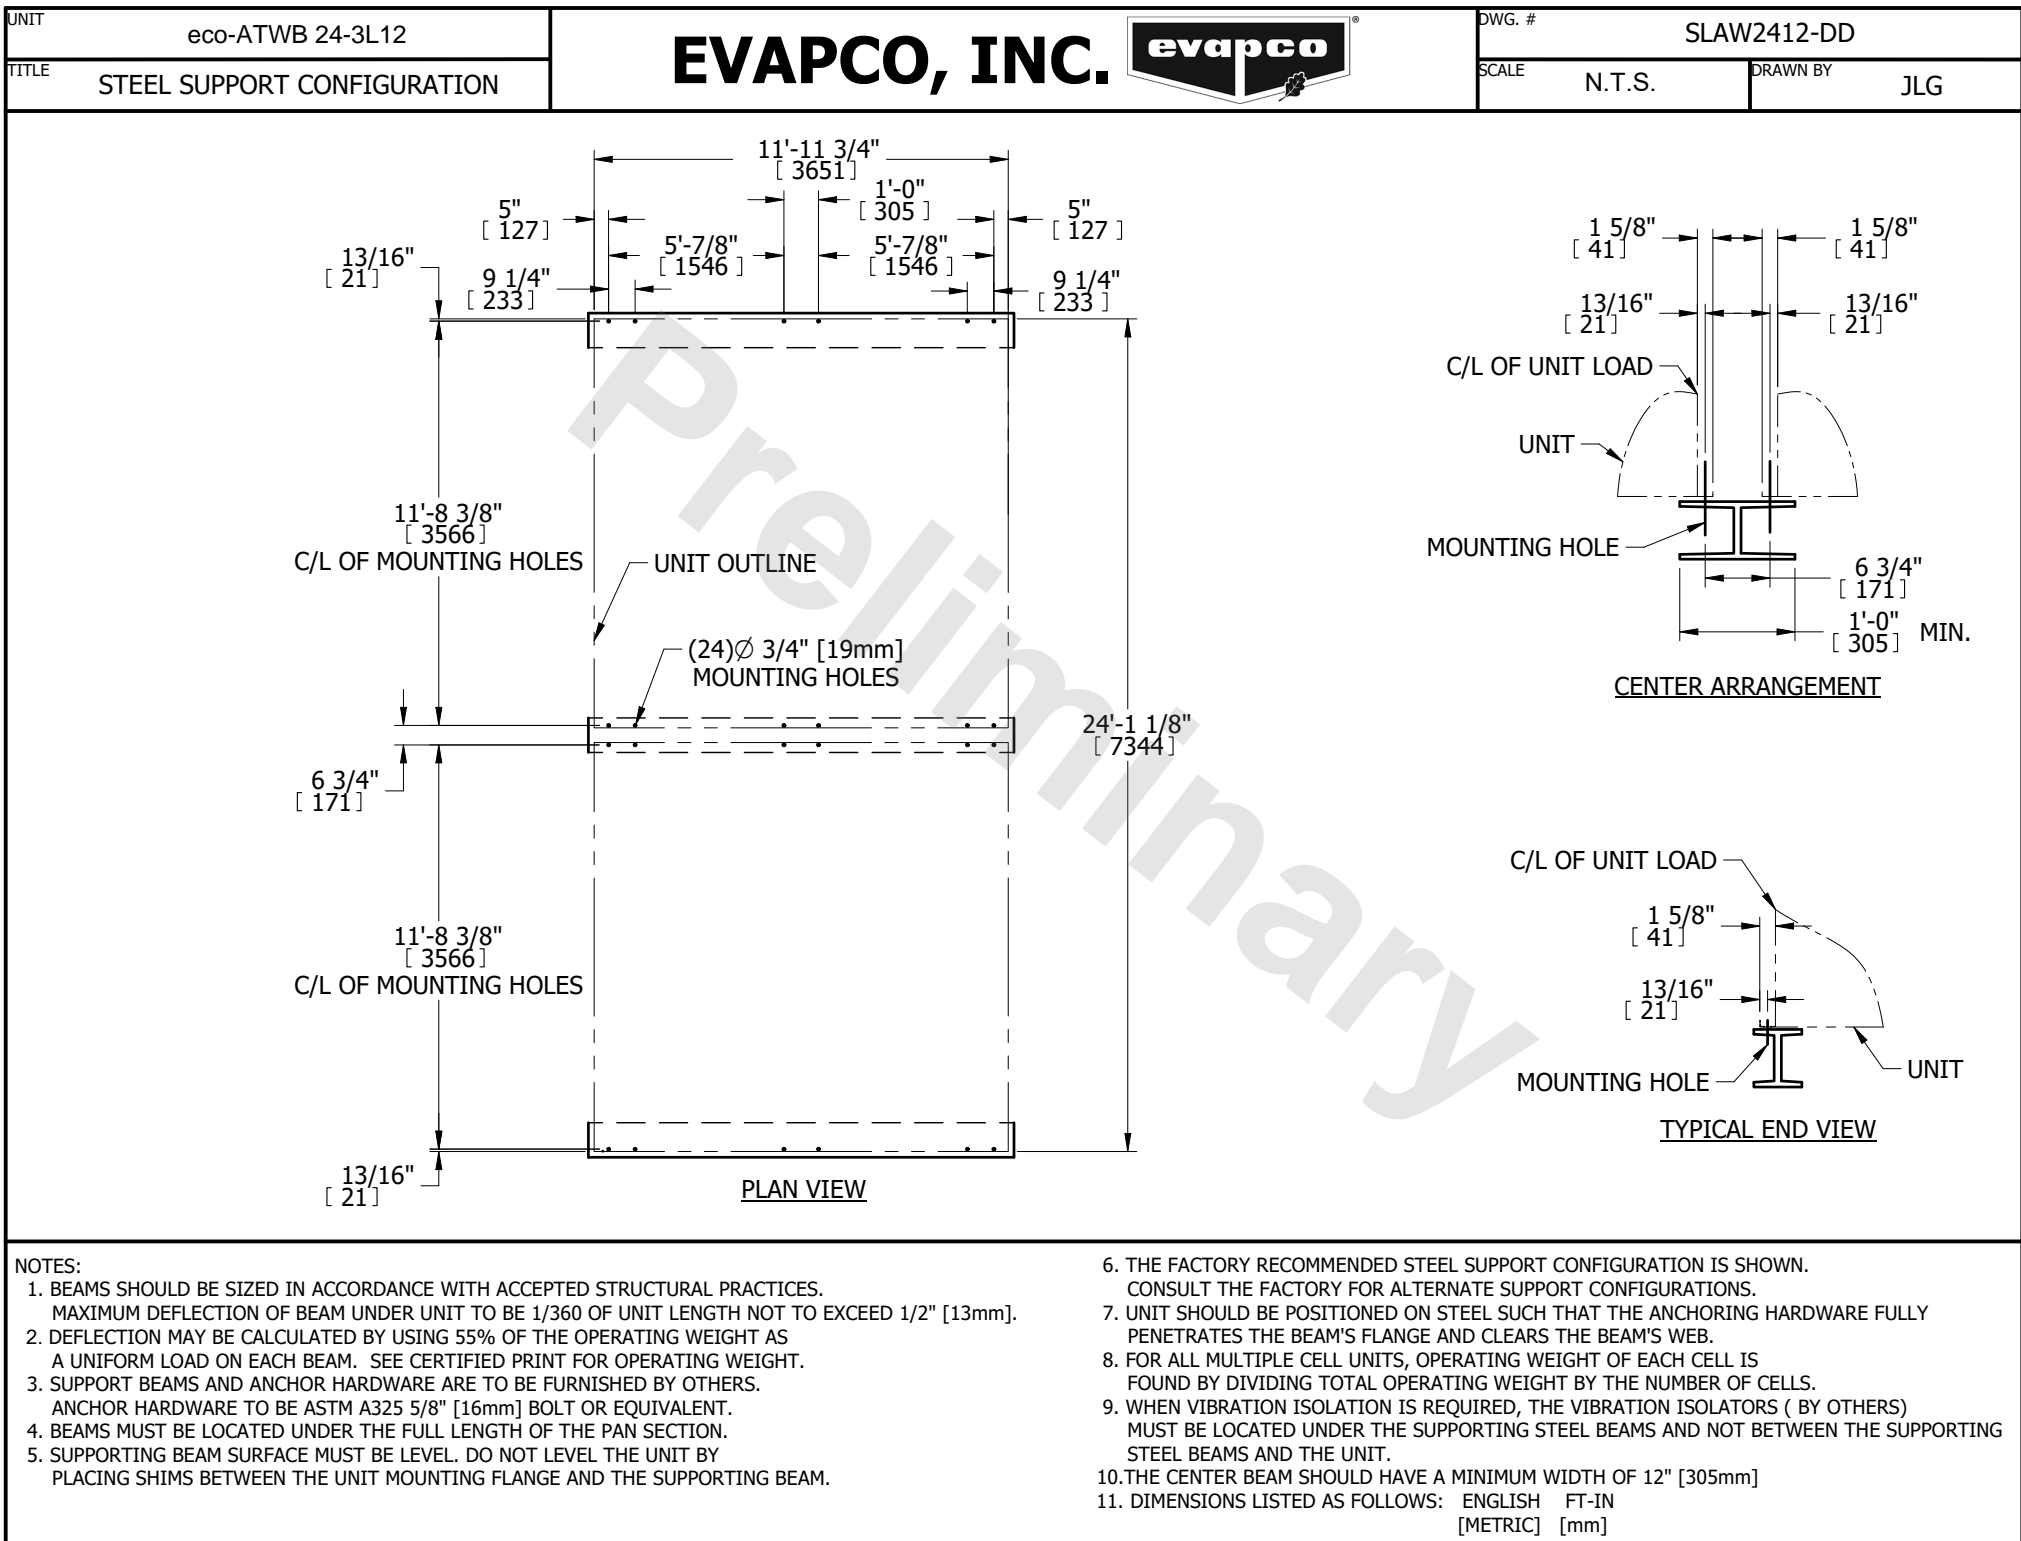 UNIT
eco-ATWB 24-3L12
TITLE
STEEL SUPPORT CONFIGURATION
EVAPCO, INC.
evapco
®
DWG. #
SLAW2412-DD
SCALE
N.T.S.
DRAWN BY
JLG
11'-11 3/4"
[ 3651 ]
1'-0"
[ 305 ]
5"
[ 127 ]
5"
[ 127 ]
5'-7/8"
[ 1546 ]
5'-7/8"
[ 1546 ]
13/16"
[ 21 ]
9 1/4"
[ 233 ]
9 1/4"
[ 233 ]
11'-8 3/8"
[ 3566 ]
C/L OF MOUNTING HOLES
UNIT OUTLINE
(24)∅ 3/4" [19mm]
MOUNTING HOLES
24'-1 1/8"
[ 7344 ]
6 3/4"
[ 171 ]
11'-8 3/8"
[ 3566 ]
C/L OF MOUNTING HOLES
13/16"
[ 21 ]
PLAN VIEW
Preliminary
1 5/8"
[ 41 ]
1 5/8"
[ 41 ]
13/16"
[ 21 ]
13/16"
[ 21 ]
C/L OF UNIT LOAD
UNIT
MOUNTING HOLE
6 3/4"
[ 171 ]
1'-0"
[ 305 ] MIN.
CENTER ARRANGEMENT
C/L OF UNIT LOAD
1 5/8"
[ 41 ]
13/16"
[ 21 ]
MOUNTING HOLE
UNIT
TYPICAL END VIEW
NOTES:
1. BEAMS SHOULD BE SIZED IN ACCORDANCE WITH ACCEPTED STRUCTURAL PRACTICES.
MAXIMUM DEFLECTION OF BEAM UNDER UNIT TO BE 1/360 OF UNIT LENGTH NOT TO EXCEED 1/2" [13mm].
2. DEFLECTION MAY BE CALCULATED BY USING 55% OF THE OPERATING WEIGHT AS
A UNIFORM LOAD ON EACH BEAM. SEE CERTIFIED PRINT FOR OPERATING WEIGHT.
3. SUPPORT BEAMS AND ANCHOR HARDWARE ARE TO BE FURNISHED BY OTHERS.
ANCHOR HARDWARE TO BE ASTM A325 5/8" [16mm] BOLT OR EQUIVALENT.
4. BEAMS MUST BE LOCATED UNDER THE FULL LENGTH OF THE PAN SECTION.
5. SUPPORTING BEAM SURFACE MUST BE LEVEL. DO NOT LEVEL THE UNIT BY
PLACING SHIMS BETWEEN THE UNIT MOUNTING FLANGE AND THE SUPPORTING BEAM.
6. THE FACTORY RECOMMENDED STEEL SUPPORT CONFIGURATION IS SHOWN.
CONSULT THE FACTORY FOR ALTERNATE SUPPORT CONFIGURATIONS.
7. UNIT SHOULD BE POSITIONED ON STEEL SUCH THAT THE ANCHORING HARDWARE FULLY
PENETRATES THE BEAM'S FLANGE AND CLEARS THE BEAM'S WEB.
8. FOR ALL MULTIPLE CELL UNITS, OPERATING WEIGHT OF EACH CELL IS
FOUND BY DIVIDING TOTAL OPERATING WEIGHT BY THE NUMBER OF CELLS.
9. WHEN VIBRATION ISOLATION IS REQUIRED, THE VIBRATION ISOLATORS ( BY OTHERS)
MUST BE LOCATED UNDER THE SUPPORTING STEEL BEAMS AND NOT BETWEEN THE SUPPORTING
STEEL BEAMS AND THE UNIT.
10.THE CENTER BEAM SHOULD HAVE A MINIMUM WIDTH OF 12" [305mm]
11. DIMENSIONS LISTED AS FOLLOWS: ENGLISH FT-IN
[METRIC] [mm]